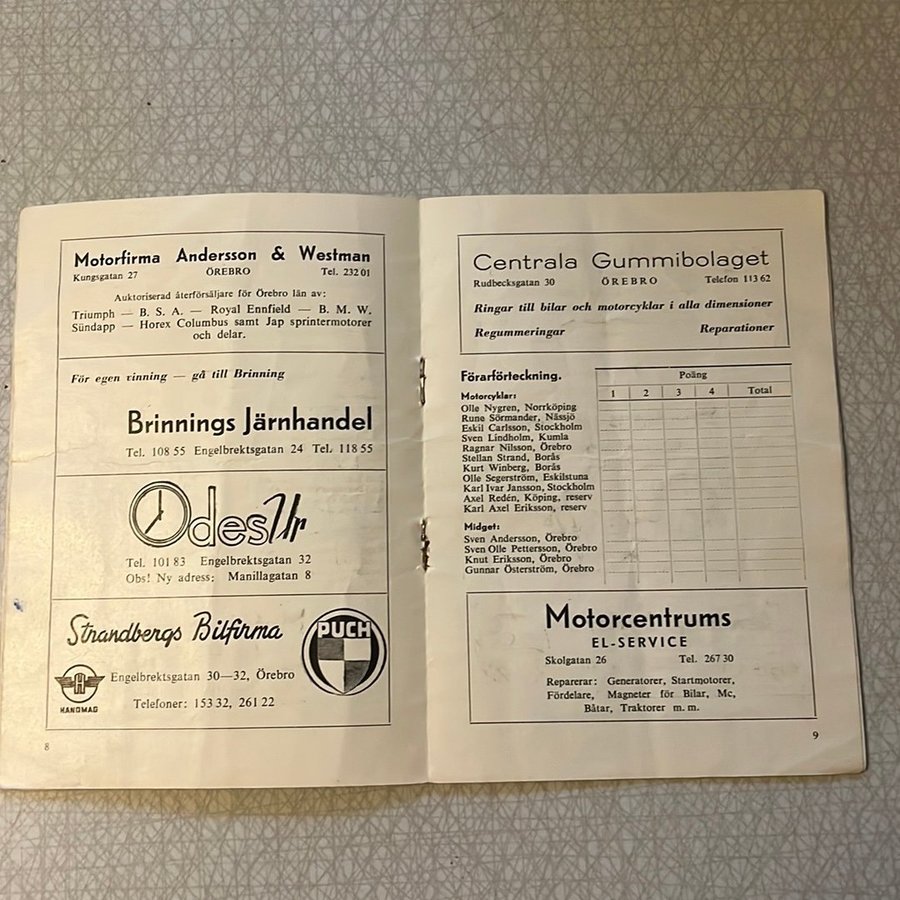 Motorfirma Andersson & Westman
Kungsgatan 27 ÖREBRO Tel. 232 01
Auktoriserad återförsäljare för Örebro län av:
Triumph — B. S. A. — Royal Ennfield — B. M. W.
Sündapp — Horex Columbus samt Jap sprintermotorer
och delar.
För egen vinning — gå till Brinning
Brinnings Järnhandel
Tel. 108 55 Engelbrektsgatan 24 Tel. 118 55
Odes Ur
Tel. 101 83 Engelbrektsgatan 32
Obs! Ny adress: Manillagatan 8
Strandbergs Bilfirma
PUCH
H
HANOMAG
Engelbrektsgatan 30—32, Örebro
Telefoner: 153 32, 261 22
8
Centrala Gummibolaget
Rudbecksgatan 30 ÖREBRO Telefon 113 62
Ringar till bilar och motorcyklar i alla dimensioner
Regummeringar Reparationer
Förarförteckning.
Poäng
1 2 3 4 Total
Motorcyklar:
Olle Nygren, Norrköping
Rune Sörmander, Nässjö
Eskil Carlsson, Stockholm
Sven Lindholm, Kumla
Ragnar Nilsson, Örebro
Stellan Strand, Borås
Kurt Winberg, Borås
Olle Segerström, Eskilstuna
Karl Ivar Jansson, Stockholm
Axel Redén, Köping, reserv
Karl Axel Eriksson, reserv
Midget:
Sven Andersson, Örebro
Sven Olle Pettersson, Örebro
Knut Eriksson, Örebro
Gunnar Österström, Örebro
Motorcentrums
EL-SERVICE
Skolgatan 26 Tel. 267 30
Reparerar: Generatorer, Startmotorer,
Fördelare, Magneter för Bilar, Mc,
Båtar, Traktorer m. m.
9